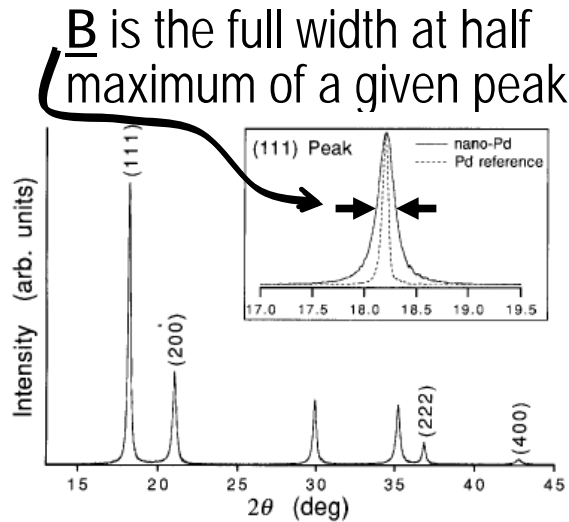 B is the full width at half
maximum of a given peak
(111) Peak
nano-Pd
Pd reference
17.0 17.5 18.0 18.5 19.0 19.5
Intensity (arb. units)
(111)
(200)
(222)
(400)
15 20 25 30 35 40 45
2θ (deg)